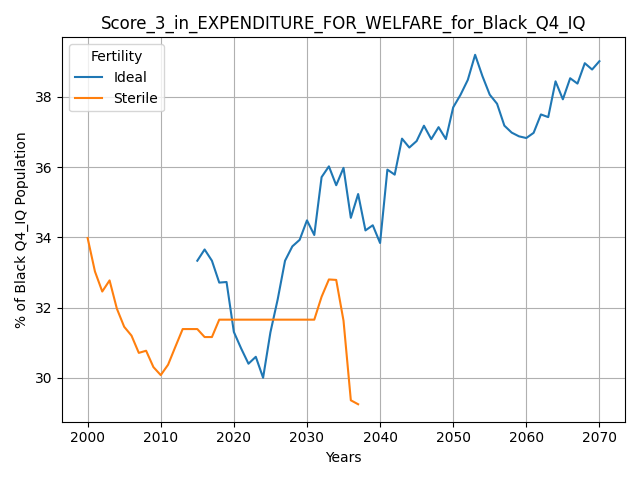 Score_3_in_EXPENDITURE_FOR_WELFARE_for_Black_Q4_IQ
Fertility
Ideal
Sterile
% of Black Q4_IQ Population
38
36
34
32
30
2000
2010
2020
2030
2040
2050
2060
2070
Years